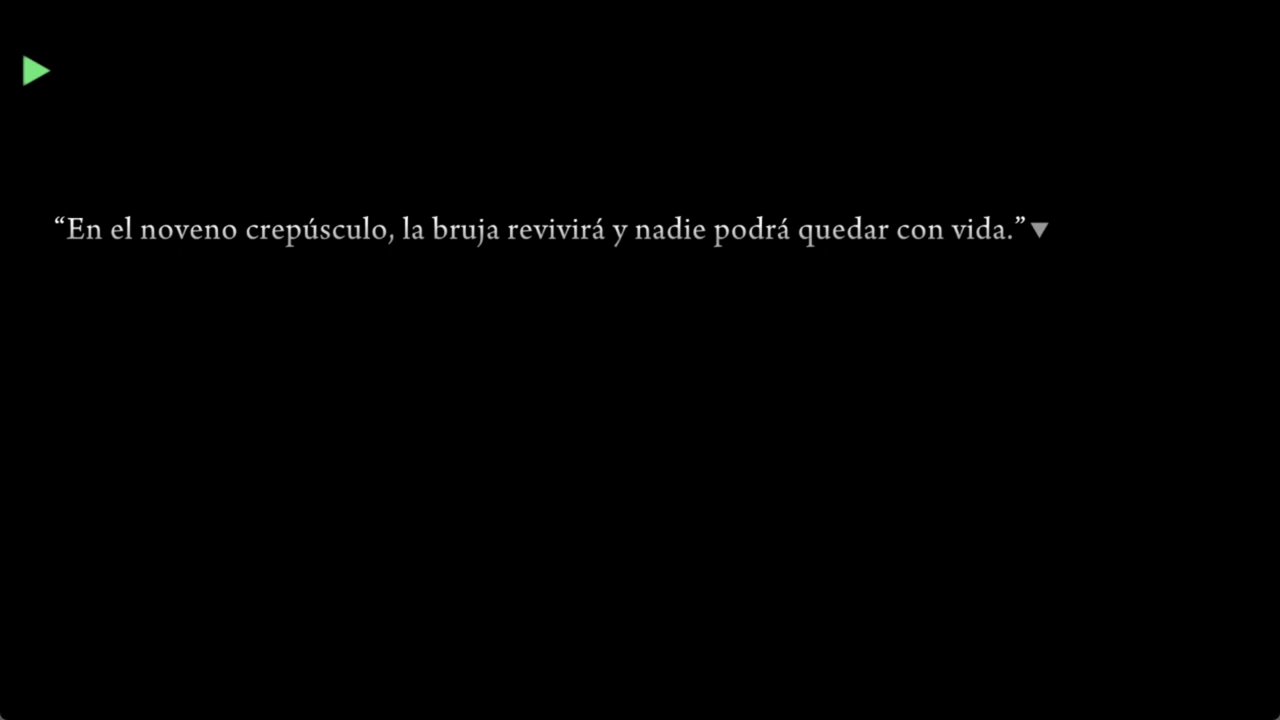 “En el noveno crepúsculo, la bruja revivirá y nadie podrá quedar con vida.”